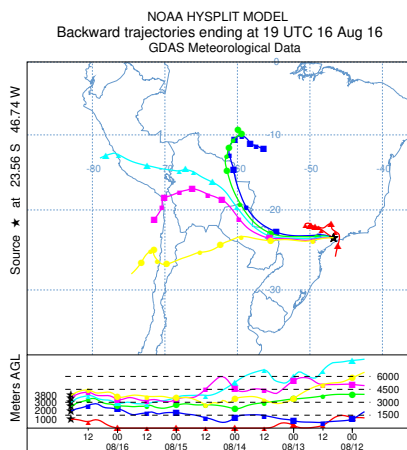 NOAA HYSPLIT MODEL
Backward trajectories ending at 19 UTC 16 Aug 16
GDAS Meteorological Data
Source ★ at 23.56 S 46.74 W
0
-10
-80 -70 -60 -50 -40
-20
-30
Meters AGL
6000
4500
3800
3000 3000
2000
1500
1000
12 00 12 00 12 00 12 00 12 00
08/16 08/15 08/14 08/13 08/12